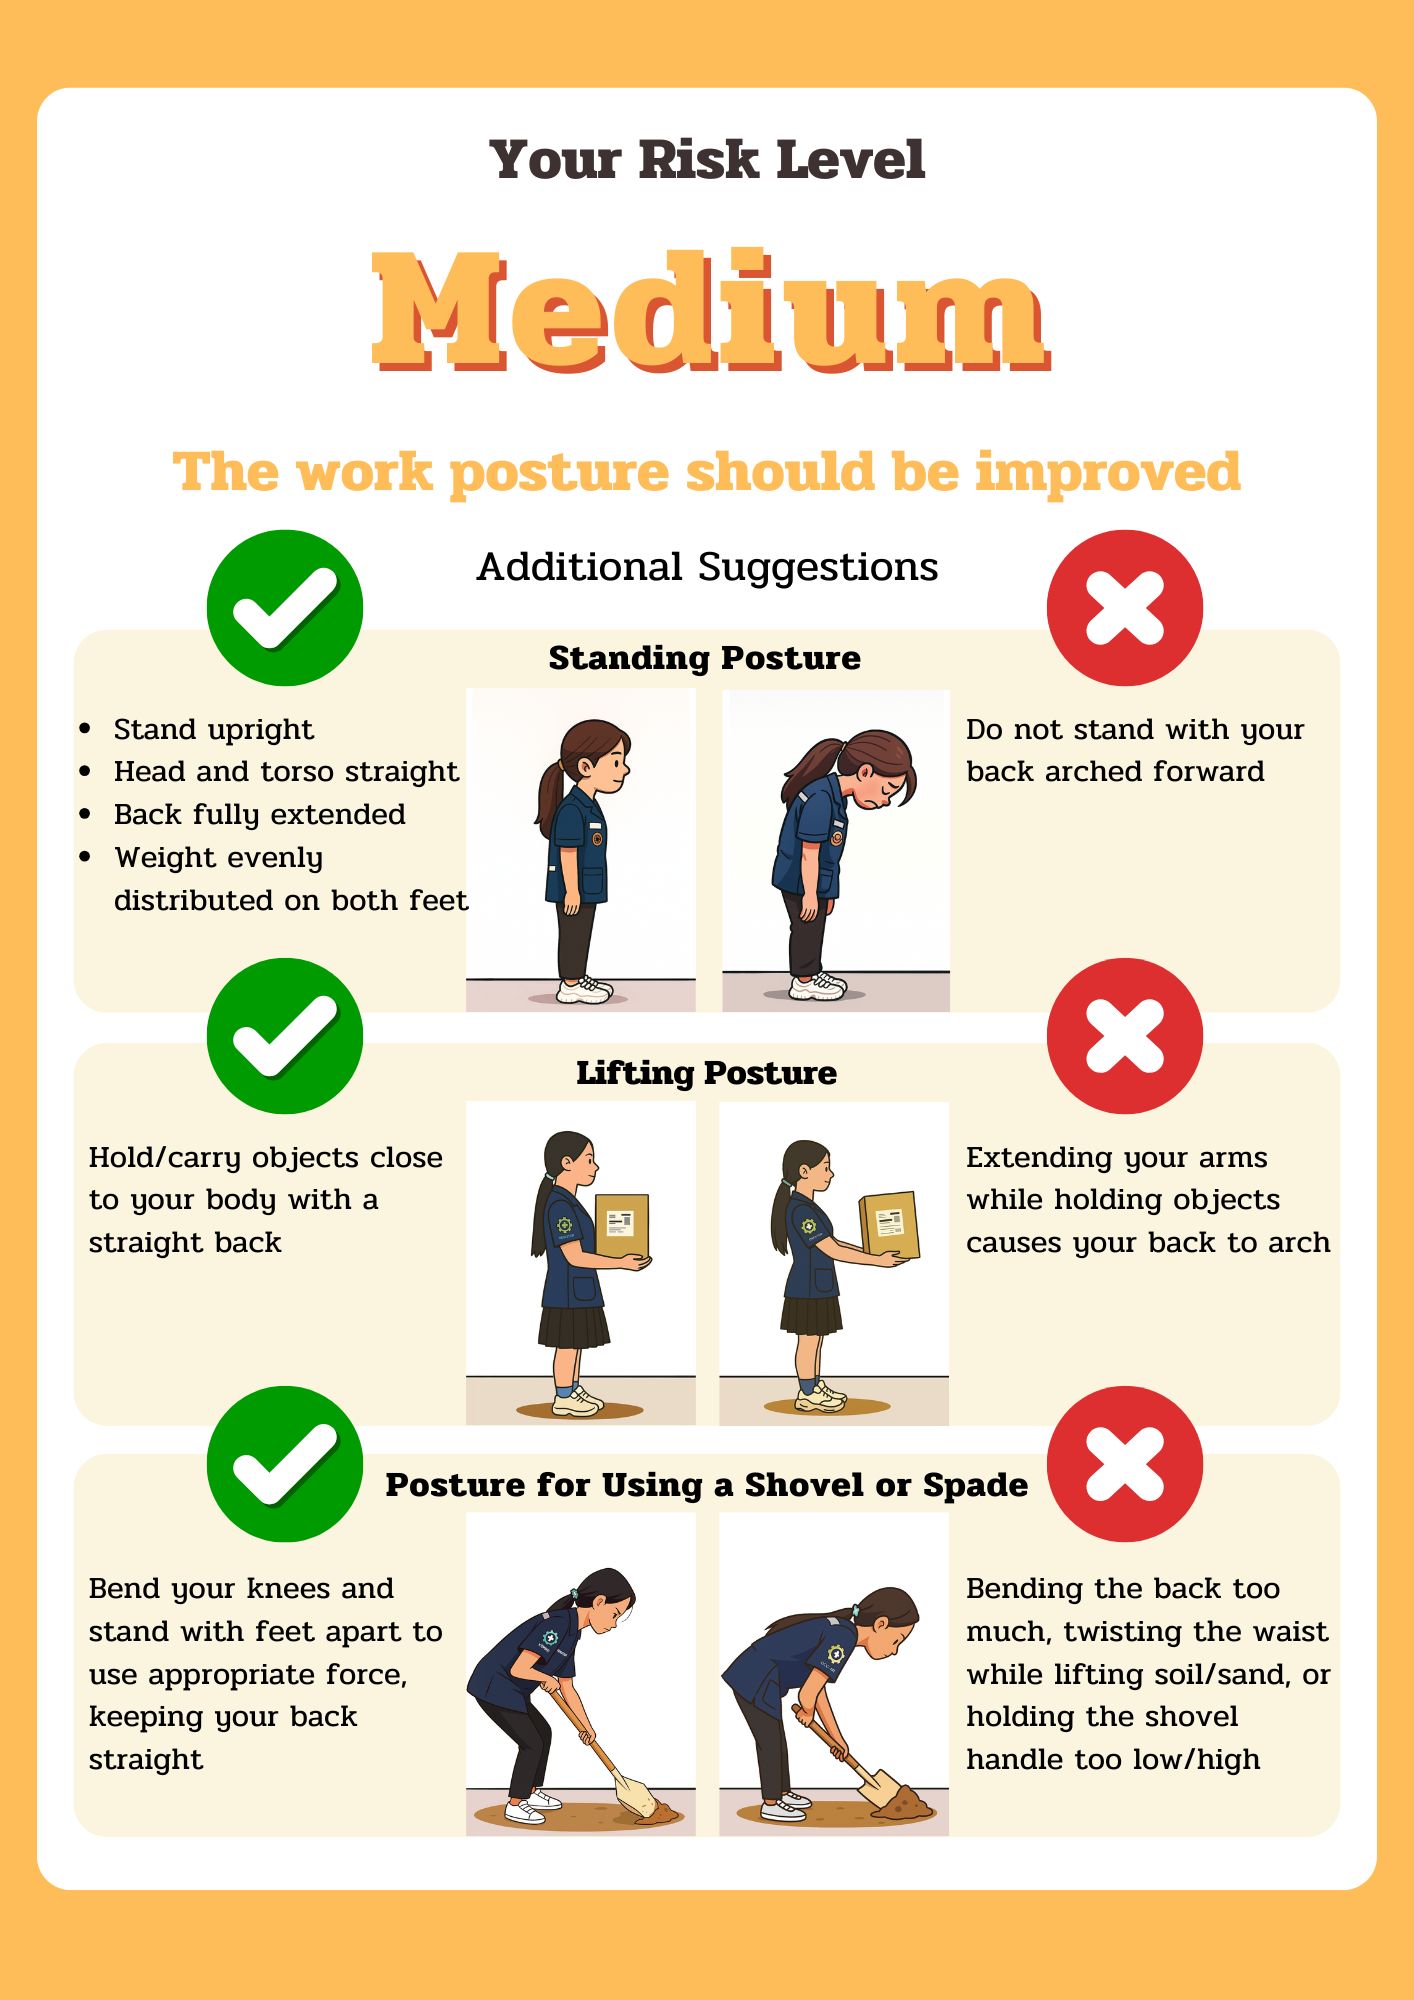 Your Risk Level
Medium
The work posture should be improved
Additional Suggestions
Standing Posture
• Stand upright
• Head and torso straight
• Back fully extended
• Weight evenly
distributed on both feet
Do not stand with your
back arched forward
Lifting Posture
Hold/carry objects close
to your body with a
straight back
Extending your arms
while holding objects
causes your back to arch
Posture for Using a Shovel or Spade
Bend your knees and
stand with feet apart to
use appropriate force,
keeping your back
straight
Bending the back too
much, twisting the waist
while lifting soil/sand, or
holding the shovel
handle too low/high